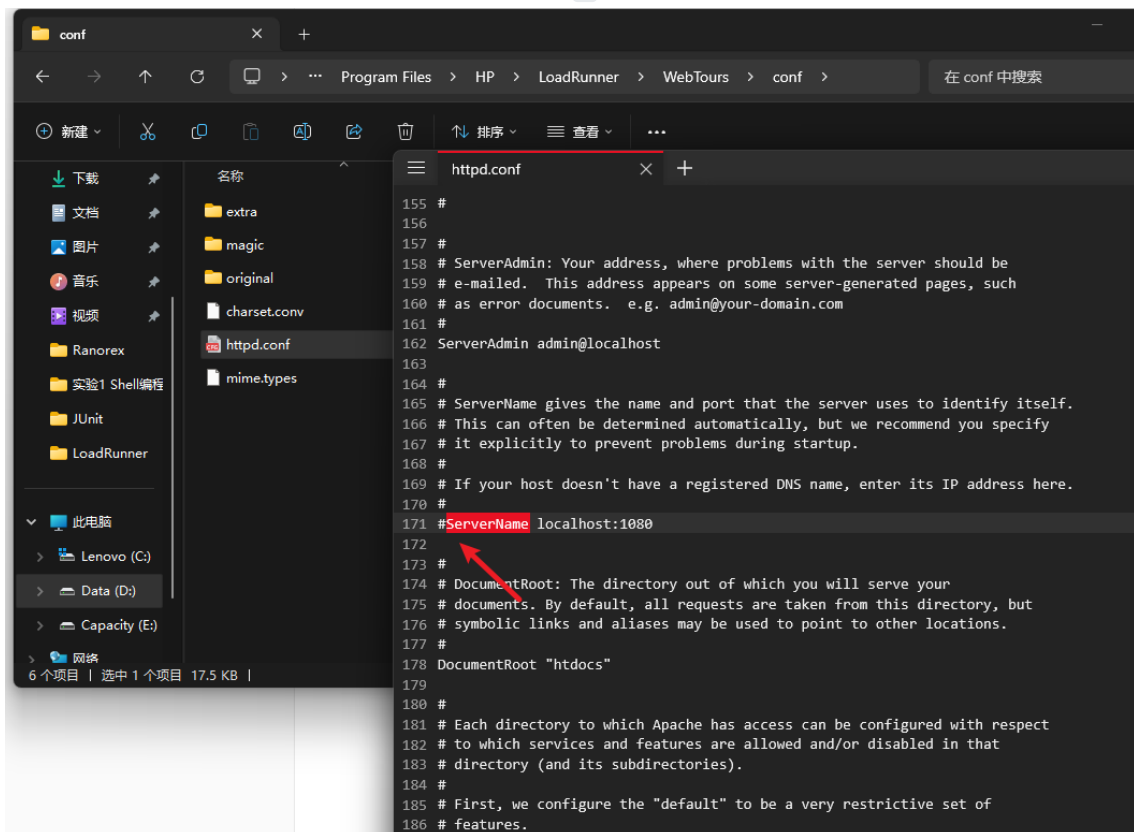 conf
Program Files > HP > LoadRunner > WebTours > conf >
在 conf 中搜索
新建
排序
查看
下载
文档
图片
音乐
视频
Ranorex
实验1 Shell编程
JUnit
LoadRunner
此电脑
Lenovo (C:)
Data (D:)
Capacity (E:)
网络
名称
extra
magic
original
charset.conv
httpd.conf
mime.types
6 个项目 | 选中 1 个项目 17.5 KB |
httpd.conf
155 #
156
157 #
158 # ServerAdmin: Your address, where problems with the server should be
159 # e-mailed.  This address appears on some server-generated pages, such
160 # as error documents.  e.g. admin@your-domain.com
161 #
162 ServerAdmin admin@localhost
163
164 #
165 # ServerName gives the name and port that the server uses to identify itself.
166 # This can often be determined automatically, but we recommend you specify
167 # it explicitly to prevent problems during startup.
168 #
169 # If your host doesn't have a registered DNS name, enter its IP address here.
170 #
171 #ServerName localhost:1080
172
173 #
174 # DocumentRoot: The directory out of which you will serve your
175 # documents. By default, all requests are taken from this directory, but
176 # symbolic links and aliases may be used to point to other locations.
177 #
178 DocumentRoot "htdocs"
179
180 #
181 # Each directory to which Apache has access can be configured with respect
182 # to which services and features are allowed and/or disabled in that
183 # directory (and its subdirectories).
184 #
185 # First, we configure the "default" to be a very restrictive set of
186 # features.